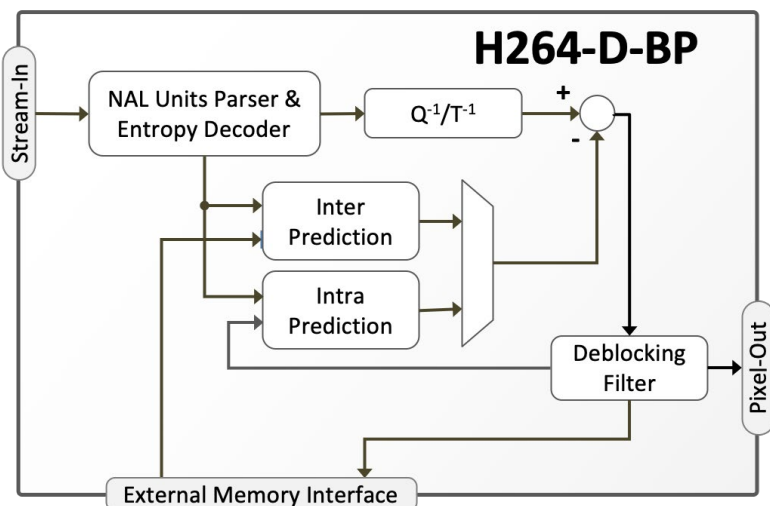 H264-D-BP
Stream-In
NAL Units Parser &
Entropy Decoder
Q⁻¹/T⁻¹
+
-
Inter
Prediction
Intra
Prediction
Deblocking
Filter
Pixel-Out
External Memory Interface